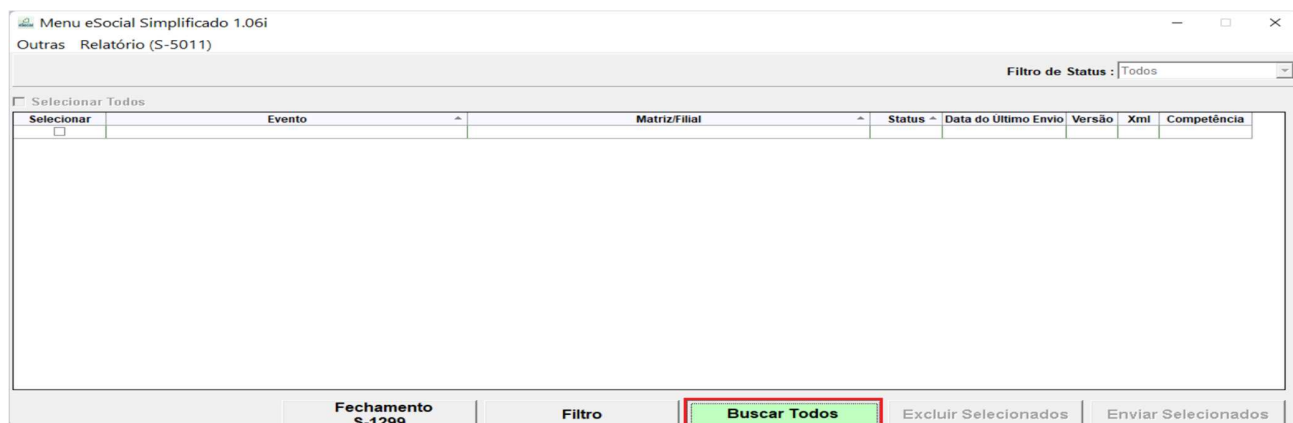 Menu eSocial Simplificado 1.06i
Outras Relatório (S-5011)
Filtro de Status : Todos
Selecionar Todos
Selecionar Evento Matriz/Filial Status Data do Último Envio Versão Xml Competência
Fechamento S-1299 Filtro Buscar Todos Excluir Selecionados Enviar Selecionados